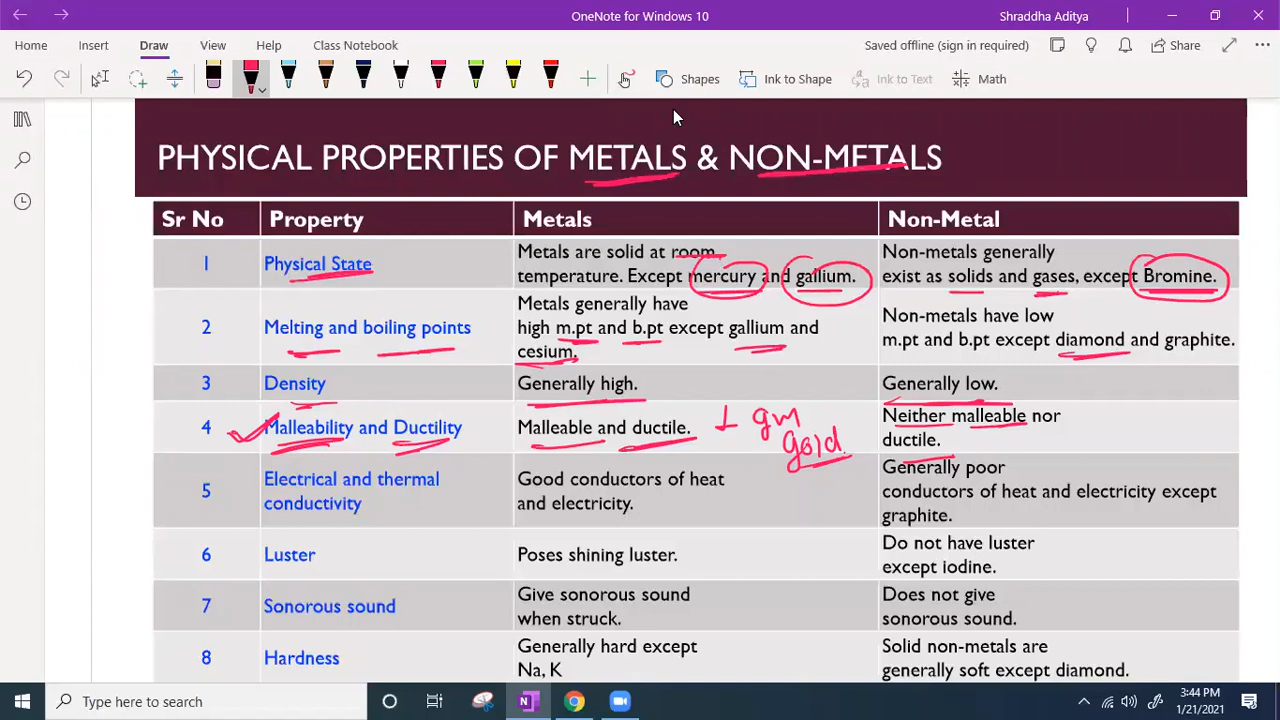 OneNote for Windows 10
Shraddha Aditya
Home Insert Draw View Help Class Notebook
Saved offline (sign in required)
Share
Shapes
Ink to Shape
Ink to Text
Math
PHYSICAL PROPERTIES OF METALS & NON-METALS
Sr No Property Metals Non-Metal
1 Physical State
Metals are solid at room
temperature. Except mercury and gallium.
Non-metals generally
exist as solids and gases, except Bromine.
2 Melting and boiling points
Metals generally have
high m.pt and b.pt except gallium and
cesium.
Non-metals have low
m.pt and b.pt except diamond and graphite.
3 Density Generally high. Generally low.
4 Malleability and Ductility Malleable and ductile.
1 gm
gold.
Neither malleable nor
ductile.
5 Electrical and thermal
conductivity
Good conductors of heat
and electricity.
Generally poor
conductors of heat and electricity except
graphite.
6 Luster Poses shining luster.
Do not have luster
except iodine.
7 Sonorous sound
Give sonorous sound
when struck.
Does not give
sonorous sound.
8 Hardness
Generally hard except
Na, K
Solid non-metals are
generally soft except diamond.
Type here to search
3:44 PM
1/21/2021